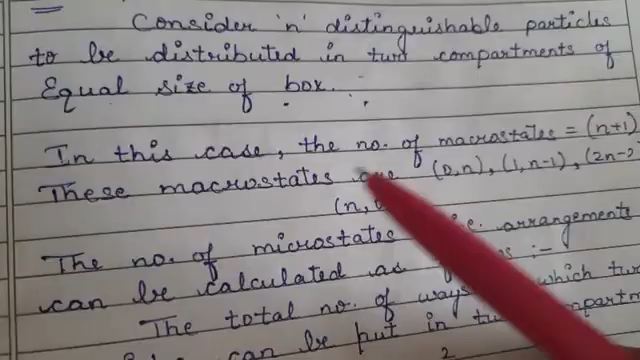 Consider 'n' distinguishable particles
to be distributed in two compartments of
Equal size of box.
In this case, the no. of macrostates = (n+1)
These macrostates are (0,n), (1, n-1), (2n-2
(n,
The no. of microstates i.e. arrangements
can be calculated as :-
The total no. of ways which two
can be put in two
2